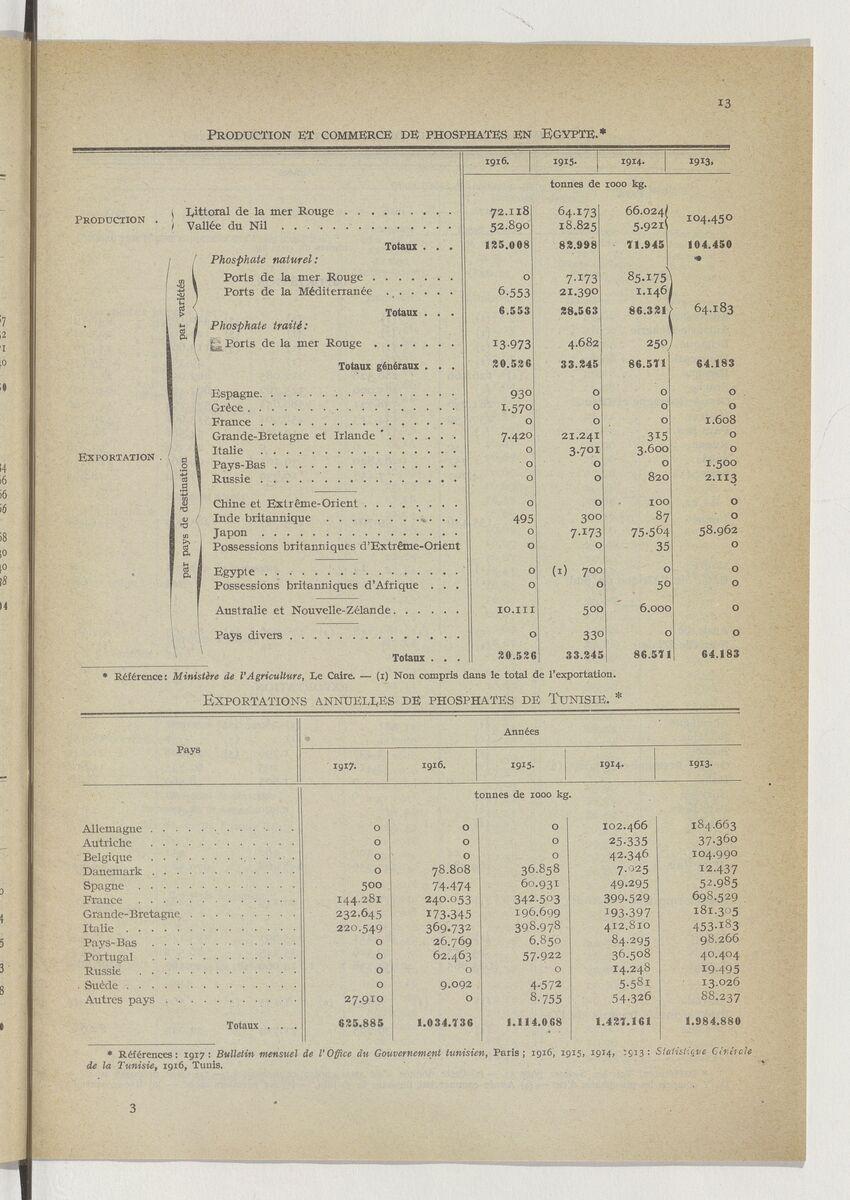 13
PRODUCTION ET COMMERCE DE PHOSPHATES EN EGYPTE.*
1916. 1915. 1914. 1913,
tonnes de 1000 kg.
PRODUCTION . Littoral de la mer Rouge . . . . . . . . . 72.118 64.173 66.024 104.450
Vallée du Nil . . . . . . . . . . . . . . 52.890 18.825 5.921
Totaux . . . 125.008 82.998 71.945 104.450
EXPORTATION .
par variétés
Phosphate naturel:
Ports de la mer Rouge . . . . . . . 0 7.173 85.175
Ports de la Méditerranée . . . . . . 6.553 21.390 1.146
Totaux . . . 6.553 28.563 86.321 64.183
Phosphate traité:
Ports de la mer Rouge . . . . . . . 13.973 4.682 250
Totaux généraux . . . 20.526 33.245 86.571 64.183
par pays de destination
Espagne. . . . . . . . . . . . . . . . 930 0 0 0
Grèce . . . . . . . . . . . . . . . . . 1.570 0 0 0
France . . . . . . . . . . . . . . . . 0 0 0 1.608
Grande-Bretagne et Irlande . . . . . . 7.420 21.241 315 0
Italie . . . . . . . . . . . . . . . . 0 3.701 3.600 0
Pays-Bas . . . . . . . . . . . . . . . 0 0 0 1.500
Russie . . . . . . . . . . . . . . . . 0 0 820 2.113
Chine et Extrême-Orient . . . . . . . . 0 0 100 0
Inde britannique . . . . . . . . . . . 495 300 87 0
Japon . . . . . . . . . . . . . . . . 0 7.173 75.564 58.962
Possessions britanniques d'Extrême-Orient 0 0 35 0
Egypte . . . . . . . . . . . . . . . . 0 (1) 700 0 0
Possessions britanniques d'Afrique . . . 0 0 50 0
Australie et Nouvelle-Zélande . . . . . . 10.111 500 6.000 0
Pays divers . . . . . . . . . . . . . . 0 330 0 0
Totaux . . . 20.526 33.245 86.571 64.183
* Référence: Ministère de l'Agriculture, Le Caire. — (1) Non compris dans le total de l'exportation.
EXPORTATIONS ANNUELLES DE PHOSPHATES DE TUNISIE. *
Pays Années
1917. 1916. 1915. 1914. 1913.
tonnes de 1000 kg.
Allemagne . . . . . . . . . . . . 0 0 0 102.466 184.663
Autriche . . . . . . . . . . . . 0 0 0 25.335 37.360
Belgique . . . . . . . . . . . . 0 0 0 42.346 104.990
Danemark . . . . . . . . . . . . 0 78.808 36.858 7.025 12.437
Spagne . . . . . . . . . . . . . 500 74.474 60.931 49.295 52.985
France . . . . . . . . . . . . . 144.281 240.053 342.503 399.529 698.529
Grande-Bretagne . . . . . . . . . 232.645 173.345 196.699 193.397 181.305
Italie . . . . . . . . . . . . . . 220.549 369.732 398.978 412.810 453.183
Pays-Bas . . . . . . . . . . . . 0 26.769 6.850 84.295 98.266
Portugal . . . . . . . . . . . . 0 62.463 57.922 36.508 40.404
Russie . . . . . . . . . . . . . 0 0 0 14.248 19.495
Suède . . . . . . . . . . . . . . 0 9.092 4.572 5.581 13.026
Autres pays . . . . . . . . . . . 27.910 0 8.755 54.326 88.237
Totaux . . . 625.885 1.034.736 1.114.068 1.427.161 1.984.880
* Références: 1917: Bulletin mensuel de l'Office du Gouvernement tunisien, Paris; 1916, 1915, 1914, 1913: Statistique Générale
de la Tunisie, 1916, Tunis.
3